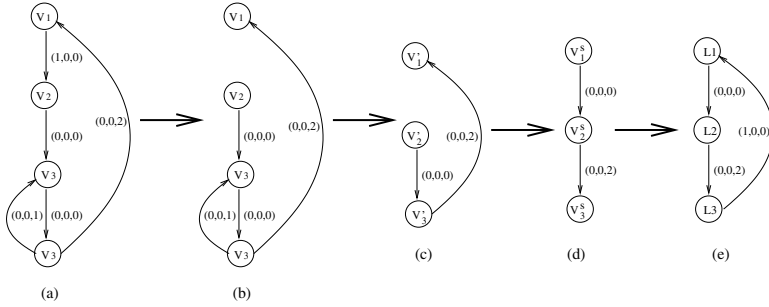 V1
(1,0,0)
V2
(0,0,0)
V3
(0,0,1)
(0,0,0)
V3
(0,0,2)
(a)
V1
V2
(0,0,0)
V3
(0,0,1)
(0,0,0)
V3
(0,0,2)
(b)
V'1
V'2
(0,0,0)
V'3
(0,0,2)
(c)
V1^S
(0,0,0)
V2^S
(0,0,2)
V3^S
(d)
L1
(0,0,0)
L2
(0,0,2)
L3
(1,0,0)
(e)